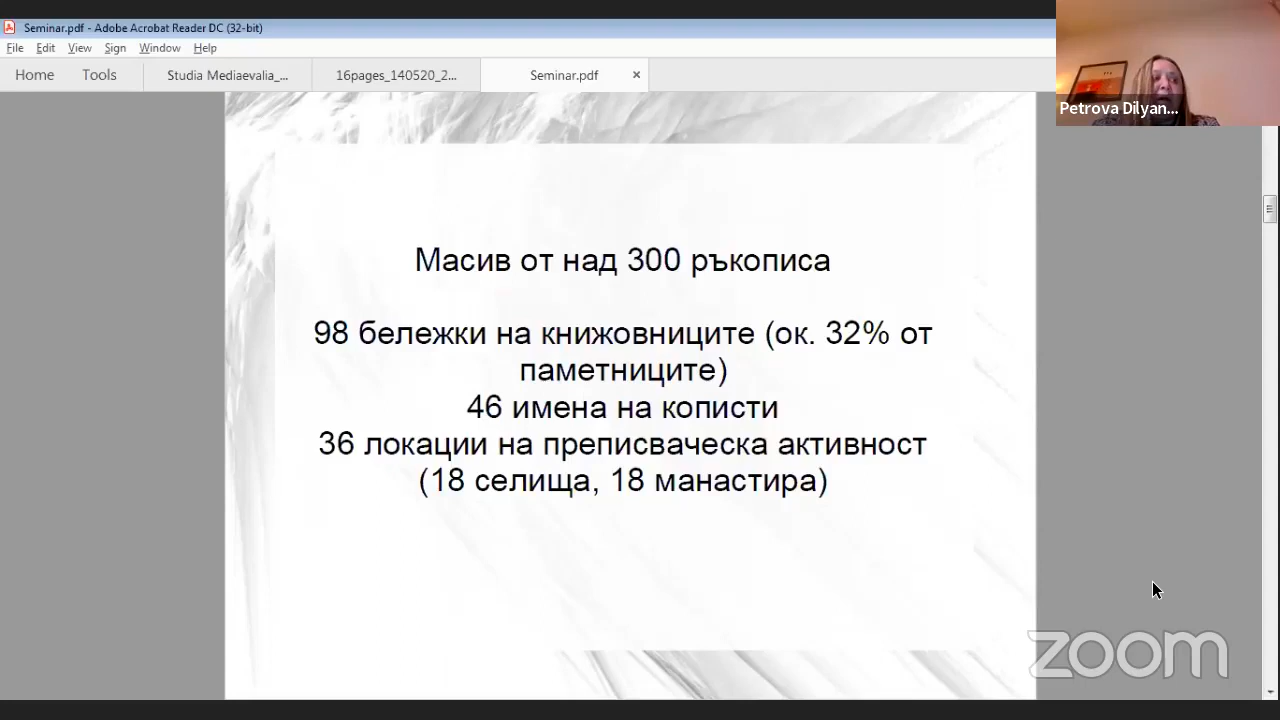 Seminar.pdf - Adobe Acrobat Reader DC (32-bit)
File Edit View Sign Window Help
Home Tools Studia Mediaevalia_... 16pages_140520_2... Seminar.pdf ×
Petrova Dilyan...
Масив от над 300 ръкописа
98 бележки на книжовниците (ок. 32% от
паметниците)
46 имена на кописти
36 локации на преписваческа активност
(18 селища, 18 манастира)
zoom